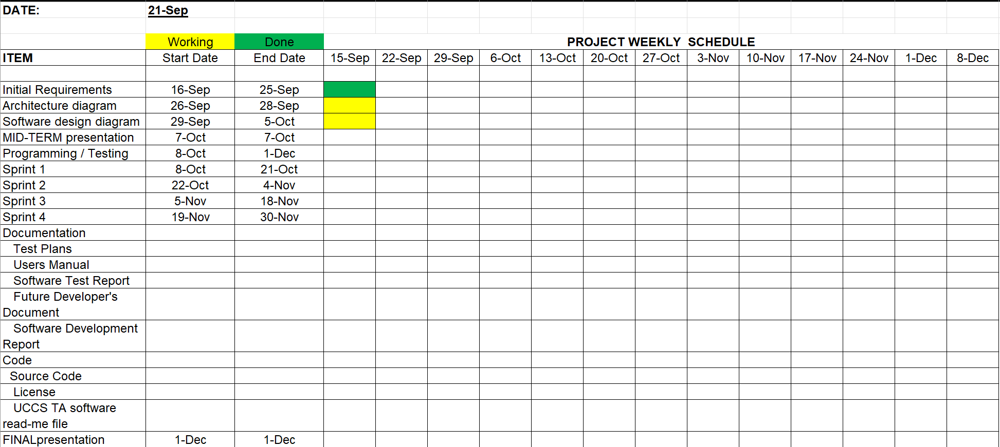 DATE: 21-Sep
Working Done PROJECT WEEKLY SCHEDULE
ITEM Start Date End Date 15-Sep 22-Sep 29-Sep 6-Oct 13-Oct 20-Oct 27-Oct 3-Nov 10-Nov 17-Nov 24-Nov 1-Dec 8-Dec
Initial Requirements 16-Sep 25-Sep
Architecture diagram 26-Sep 28-Sep
Software design diagram 29-Sep 5-Oct
MID-TERM presentation 7-Oct 7-Oct
Programming / Testing 8-Oct 1-Dec
Sprint 1 8-Oct 21-Oct
Sprint 2 22-Oct 4-Nov
Sprint 3 5-Nov 18-Nov
Sprint 4 19-Nov 30-Nov
Documentation
Test Plans
Users Manual
Software Test Report
Future Developer's
Document
Software Development
Report
Code
Source Code
License
UCCS TA software
read-me file
FINALpresentation 1-Dec 1-Dec